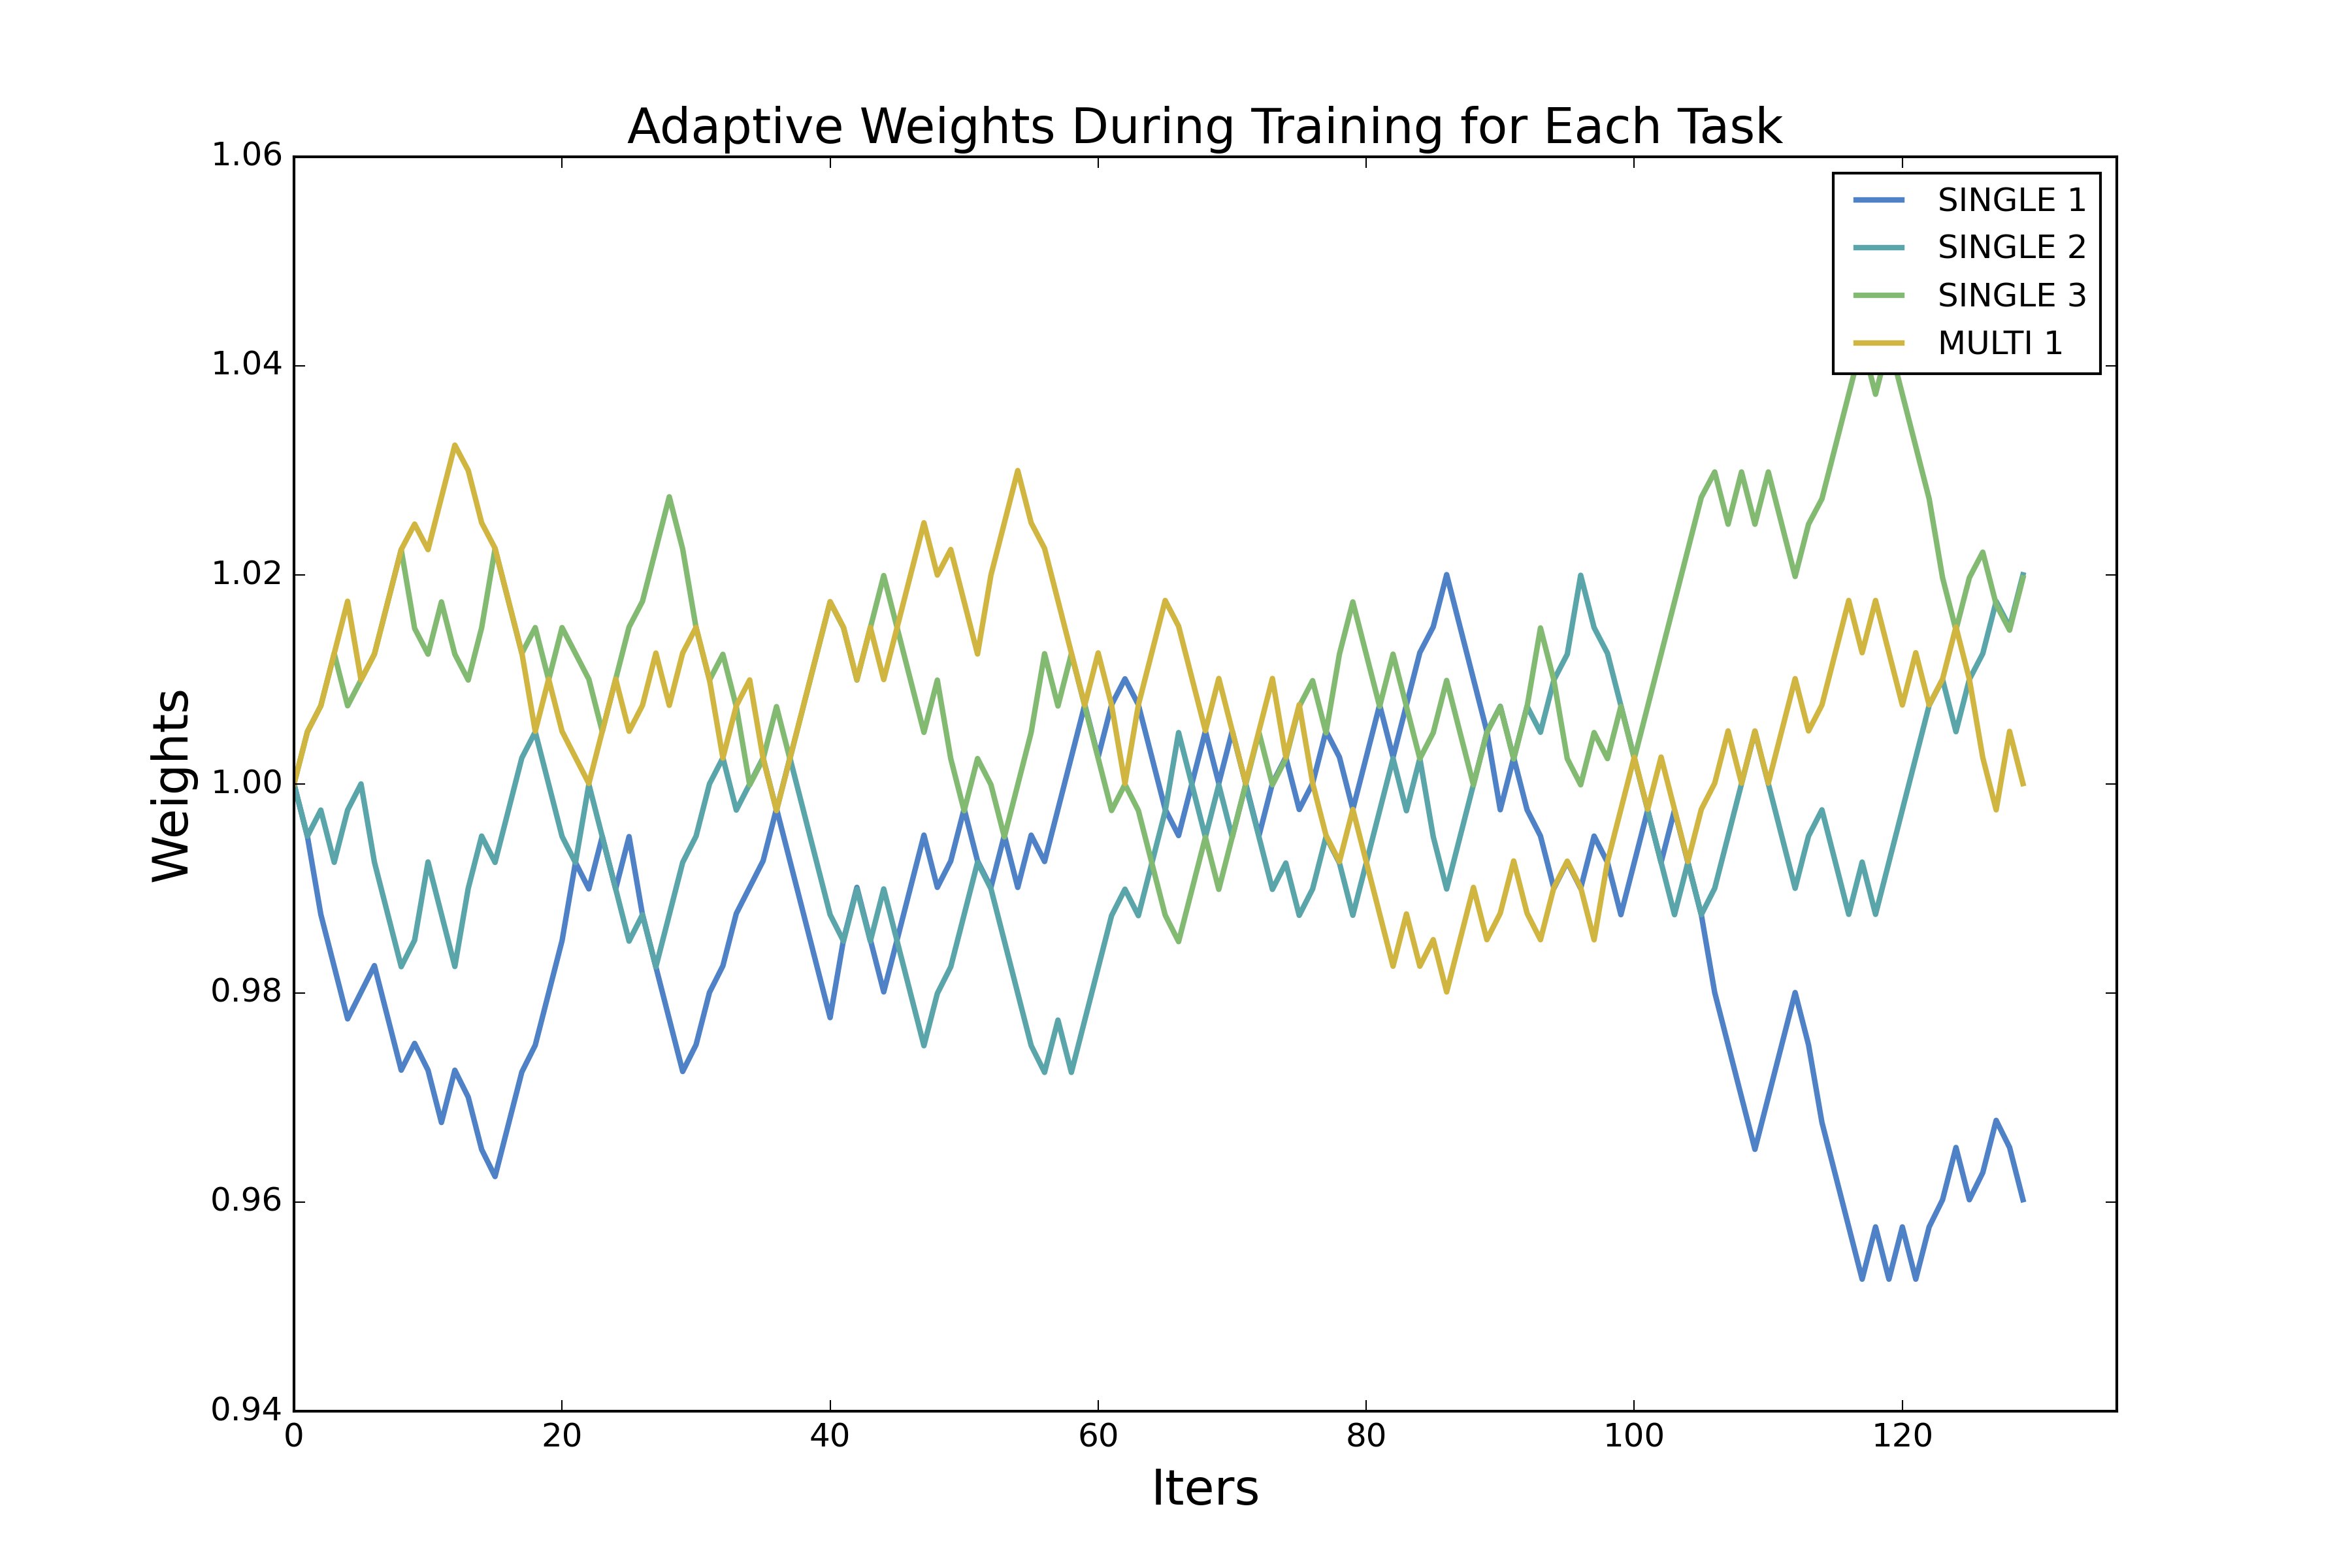 Adaptive Weights During Training for Each Task
1.06
1.04
1.02
1.00
0.98
0.96
0.94
Weights
SINGLE 1
SINGLE 2
SINGLE 3
MULTI 1
0 20 40 60 80 100 120
Iters